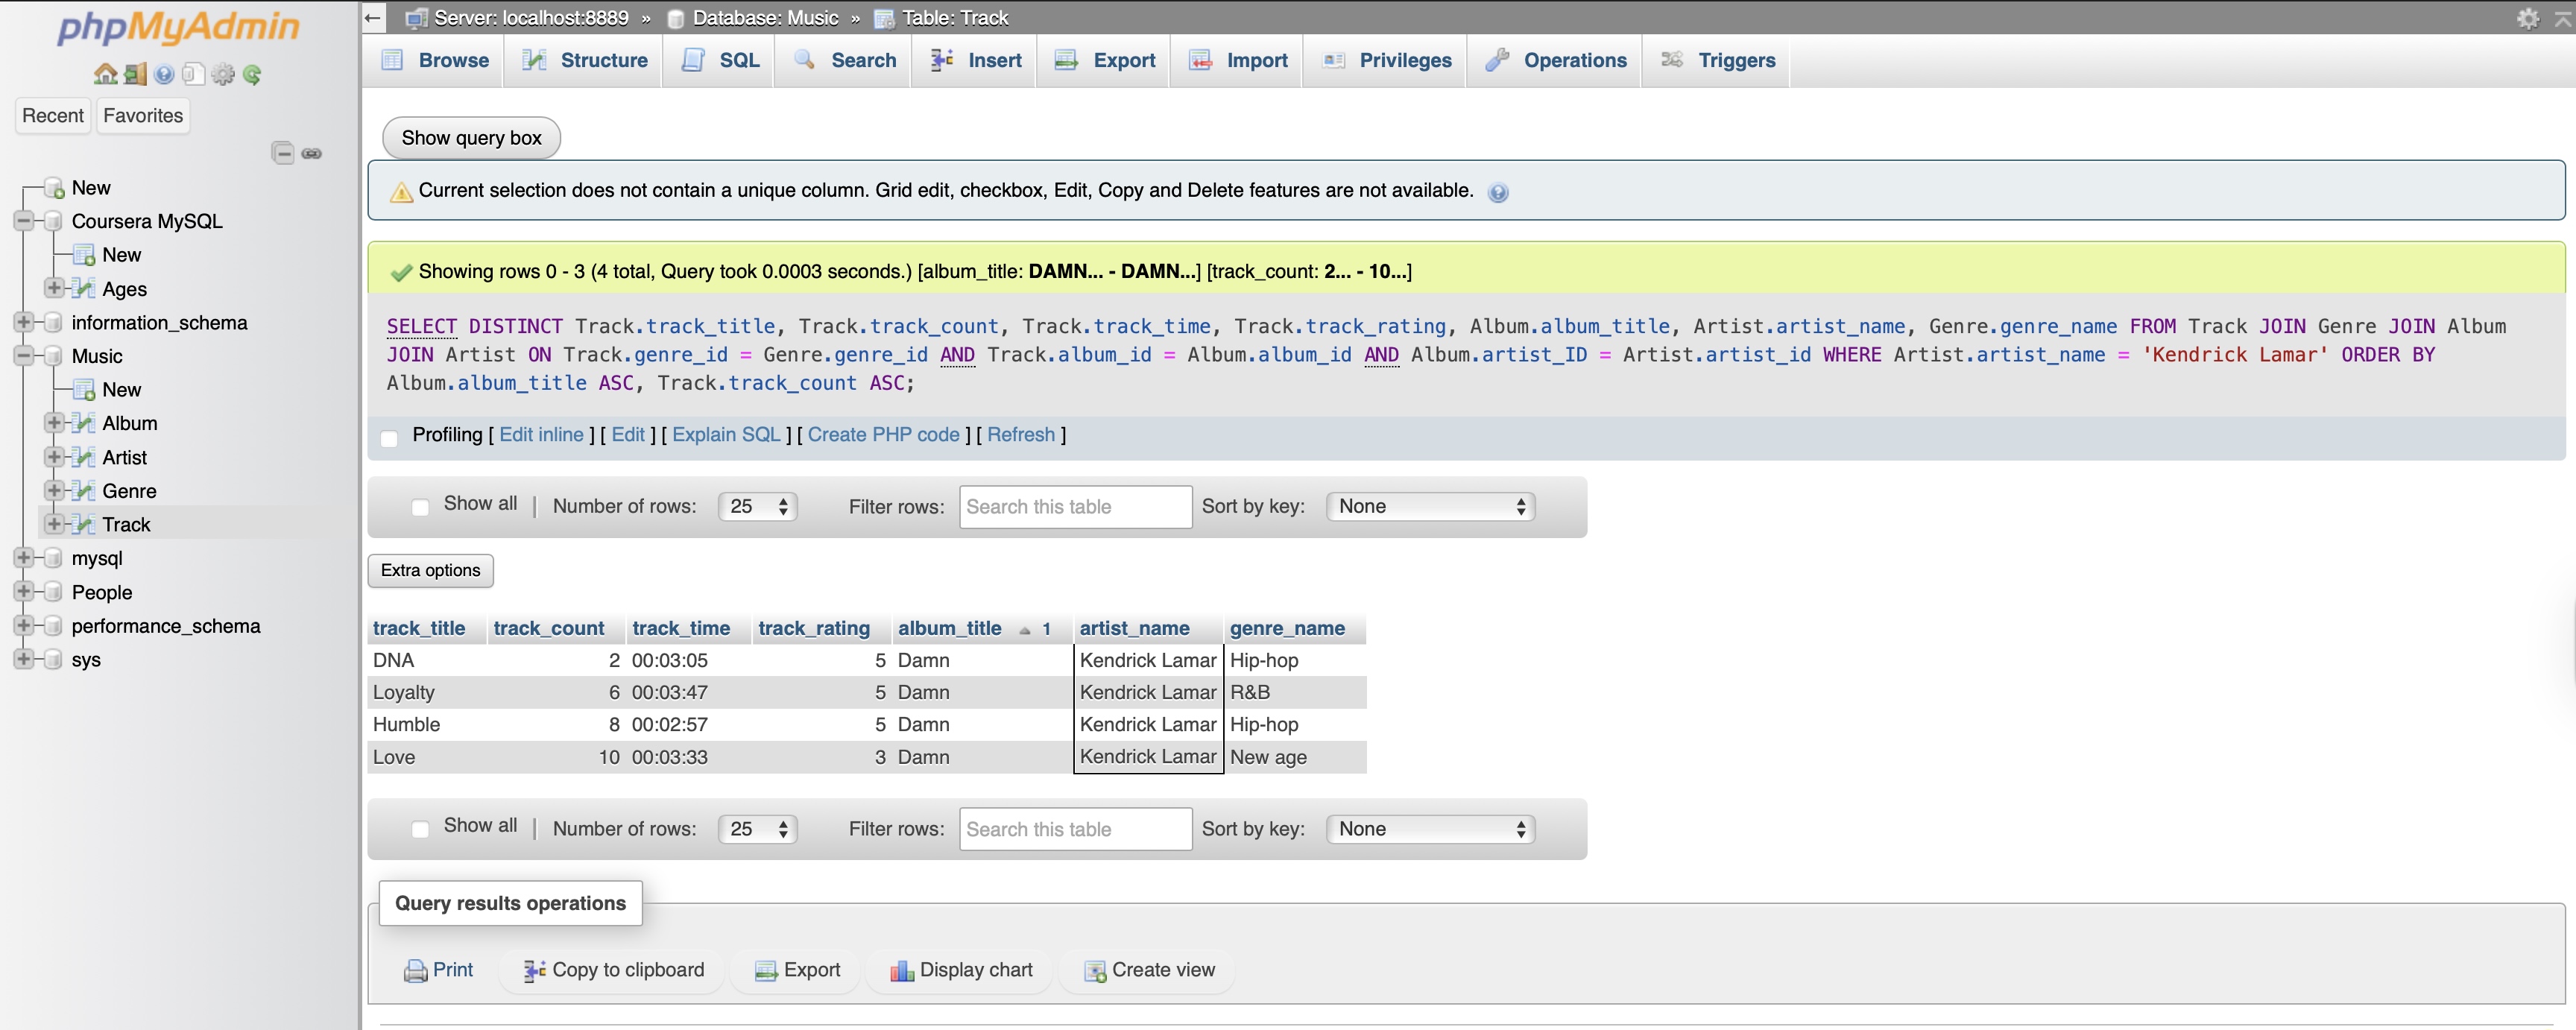 phpMyAdmin
Recent Favorites
New
Coursera MySQL
New
Ages
information_schema
Music
New
Album
Artist
Genre
Track
mysql
People
performance_schema
sys
Server: localhost:8889 » Database: Music » Table: Track
Browse Structure SQL Search Insert Export Import Privileges Operations Triggers
Show query box
Current selection does not contain a unique column. Grid edit, checkbox, Edit, Copy and Delete features are not available.
Showing rows 0 - 3 (4 total, Query took 0.0003 seconds.) [album_title: DAMN... - DAMN...] [track_count: 2... - 10...]
SELECT DISTINCT Track.track_title, Track.track_count, Track.track_time, Track.track_rating, Album.album_title, Artist.artist_name, Genre.genre_name FROM Track JOIN Genre JOIN Album
JOIN Artist ON Track.genre_id = Genre.genre_id AND Track.album_id = Album.album_id AND Album.artist_ID = Artist.artist_id WHERE Artist.artist_name = 'Kendrick Lamar' ORDER BY
Album.album_title ASC, Track.track_count ASC;
Profiling [ Edit inline ] [ Edit ] [ Explain SQL ] [ Create PHP code ] [ Refresh ]
Show all | Number of rows: 25 Filter rows: Search this table Sort by key: None
Extra options
track_title track_count track_time track_rating album_title 1 artist_name genre_name
DNA 2 00:03:05 5 Damn Kendrick Lamar Hip-hop
Loyalty 6 00:03:47 5 Damn Kendrick Lamar R&B
Humble 8 00:02:57 5 Damn Kendrick Lamar Hip-hop
Love 10 00:03:33 3 Damn Kendrick Lamar New age
Show all | Number of rows: 25 Filter rows: Search this table Sort by key: None
Query results operations
Print Copy to clipboard Export Display chart Create view